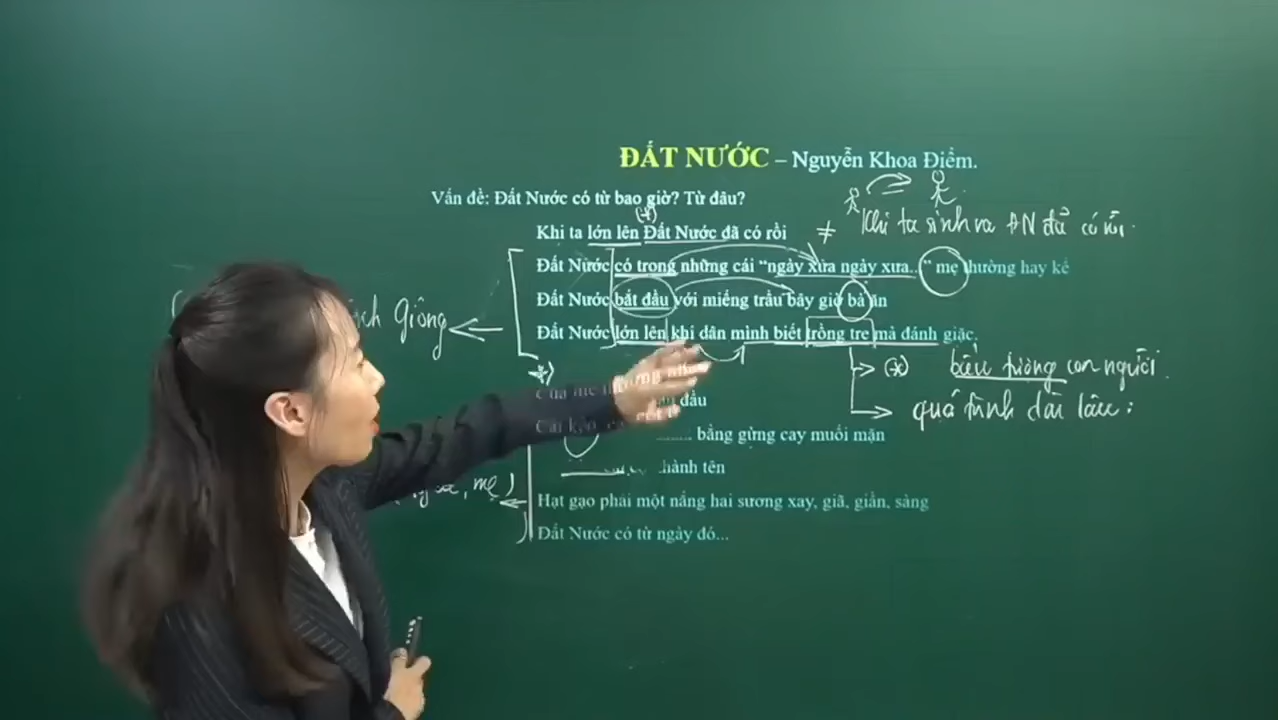 ĐẤT NƯỚC – Nguyễn Khoa Điềm.
Vấn đề: Đất Nước có từ bao giờ? Từ đâu?
(*)
Khi ta lớn lên Đất Nước đã có rồi ≠ Khi ta sinh ra ĐN đã có rồi.
Đất Nước có trong những cái “ngày xửa ngày xưa...” mẹ thường hay kể
Đất Nước bắt đầu với miếng trầu bây giờ bà ăn
Đất Nước lớn lên khi dân mình biết trồng tre mà đánh giặc.
Gióng
(*) biểu tượng con người
Của mẹ
quá trình dài lâu:
đầu
bằng gừng cay muối mặn
thành tên
, mẹ)
Hạt gạo phải một nắng hai sương xay, giã, giần, sàng
Đất Nước có từ ngày đó...